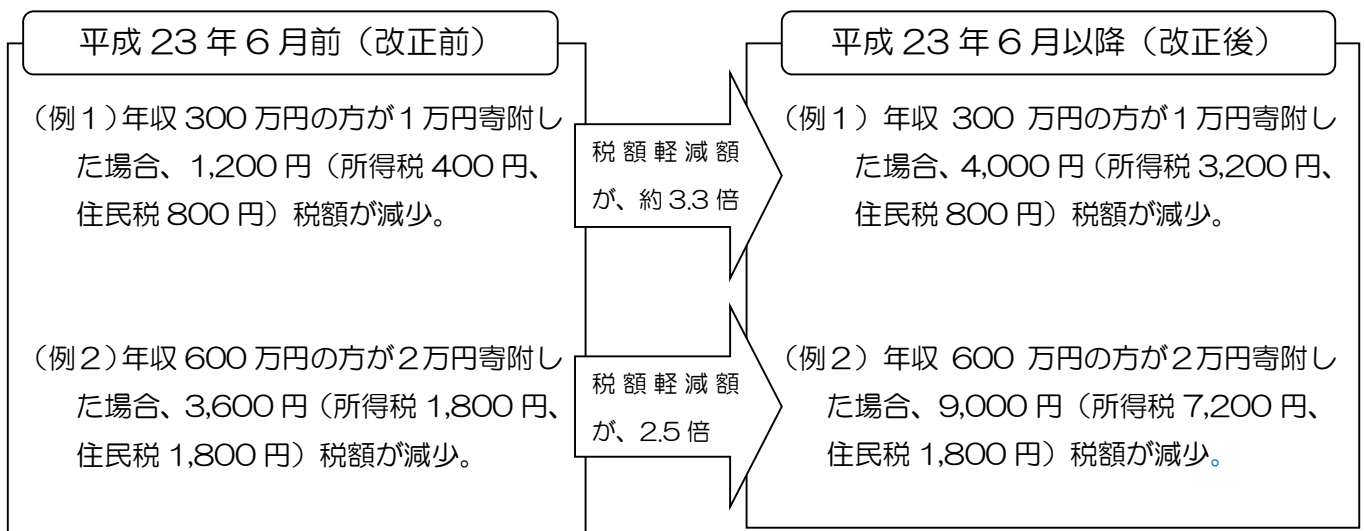 平成 23 年 6 月前(改正前)
(例1)年収 300 万円の方が1万円寄附し
た場合、1,200 円(所得税 400 円、
住民税 800 円)税額が減少。
(例2)年収 600 万円の方が2万円寄附し
た場合、3,600 円(所得税 1,800 円、
住民税 1,800 円)税額が減少。
税額軽減額
が、約 3.3 倍
税額軽減額
が、2.5 倍
平成 23 年 6 月以降(改正後)
(例1)年収 300 万円の方が1万円寄附し
た場合、4,000 円(所得税 3,200 円、
住民税 800 円)税額が減少。
(例2)年収 600 万円の方が2万円寄附し
た場合、9,000 円(所得税 7,200 円、
住民税 1,800 円)税額が減少。